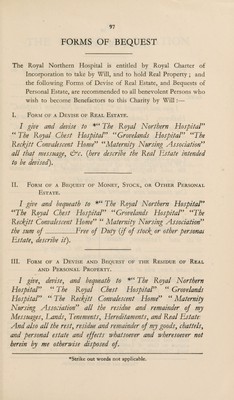 97
FORMS OF BEQUEST
The Royal Northern Hospital is entitled by Royal Charter of
Incorporation to take by Will, and to hold Real Property; and
the following Forms of Devise of Real Estate, and Bequests of
Personal Estate, are recommended to all benevolent Persons who
wish to become Benefactors to this Charity by Will :—
I. FORM OF A DEVISE OF REAL ESTATE.
I give and devise to *“The Royal Northern Hospital”
“The Royal Chest Hospital” “Grovelands Hospital” “The
Reckitt Convalescent Home” “Maternity Nursing Association”
all that messuage, &c. (here describe the Real Estate intended
to be devised).
II. FORM OF A BEQUEST OF MONEY, STOCK, OR OTHER PERSONAL
ESTATE.
I give and bequeath to *“The Royal Northern Hospital”
“The Royal Chest Hospital” “Grovelands Hospital” “The
Reckitt Convalescent Home” “Maternity Nursing Association”
the sum of ............Free of Duty (if of stock or other personal
Estate, describe it).
III. FORM OF A DEVISE AND BEQUEST OF THE RESIDUE OF REAL
AND PERSONAL PROPERTY.
I give, devise, and bequeath to *“The Royal Northern
Hospital” “The Royal Chest Hospital” “Grovelands
Hospital” “The Reckitt Convalescent Home” “Maternity
Nursing Association” all the residue and remainder of my
Messuages, Lands, Tenements, Hereditaments, and Real Estate
And also all the rest, residue and remainder of my goods, chattels,
and personal estate and effects whatsoever and wheresoever not
herein by me otherwise disposed of.
*Strike out words not applicable.